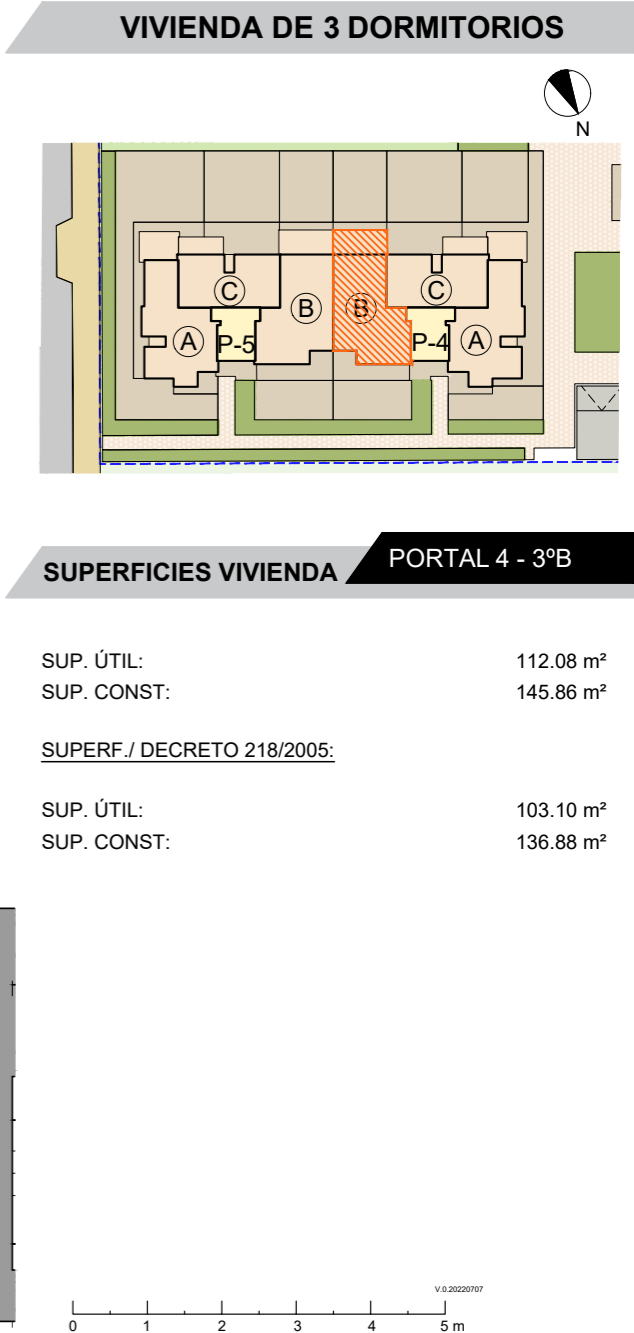 VIVIENDA DE 3 DORMITORIOS
N
C
C
B
B
A
P-5
P-4
A
SUPERFICIES VIVIENDA
PORTAL 4 - 3ºB
SUP. ÚTIL: 112.08 m²
SUP. CONST: 145.86 m²
SUPERF./ DECRETO 218/2005:
SUP. ÚTIL: 103.10 m²
SUP. CONST: 136.88 m²
V.0.20220707
0 1 2 3 4 5 m